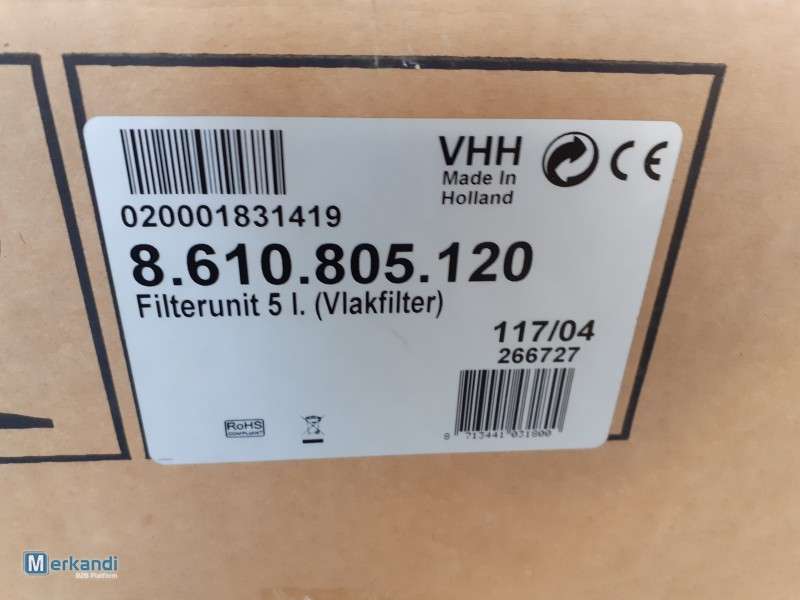 VHH
Made In
Holland
CE
020001831419
8.610.805.120
Filterunit 5 l. (Vlakfilter)
117/04
266727
RoHS
COMPLIANT
8 713441 031800
Merkandi
B2B Platform